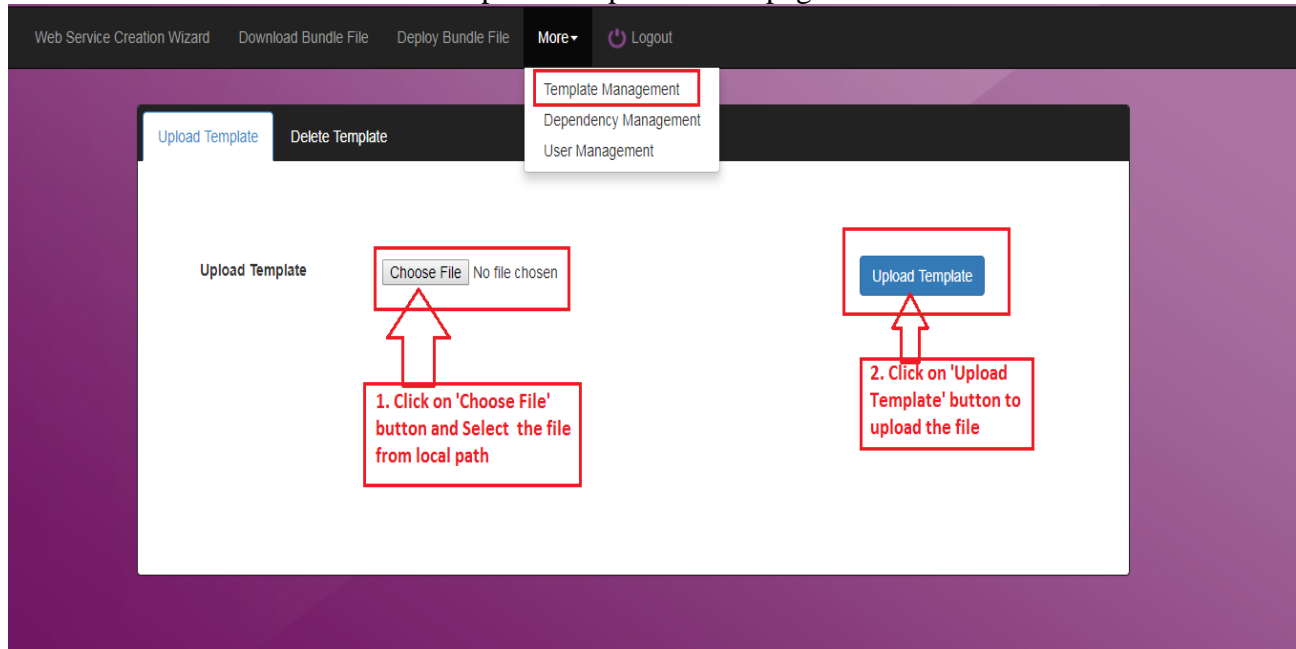 Web Service Creation Wizard Download Bundle File Deploy Bundle File More Logout
Template Management
Dependency Management
User Management
Upload Template Delete Template
Upload Template Choose File No file chosen Upload Template
1. Click on 'Choose File'
button and Select the file
from local path
2. Click on 'Upload
Template' button to
upload the file